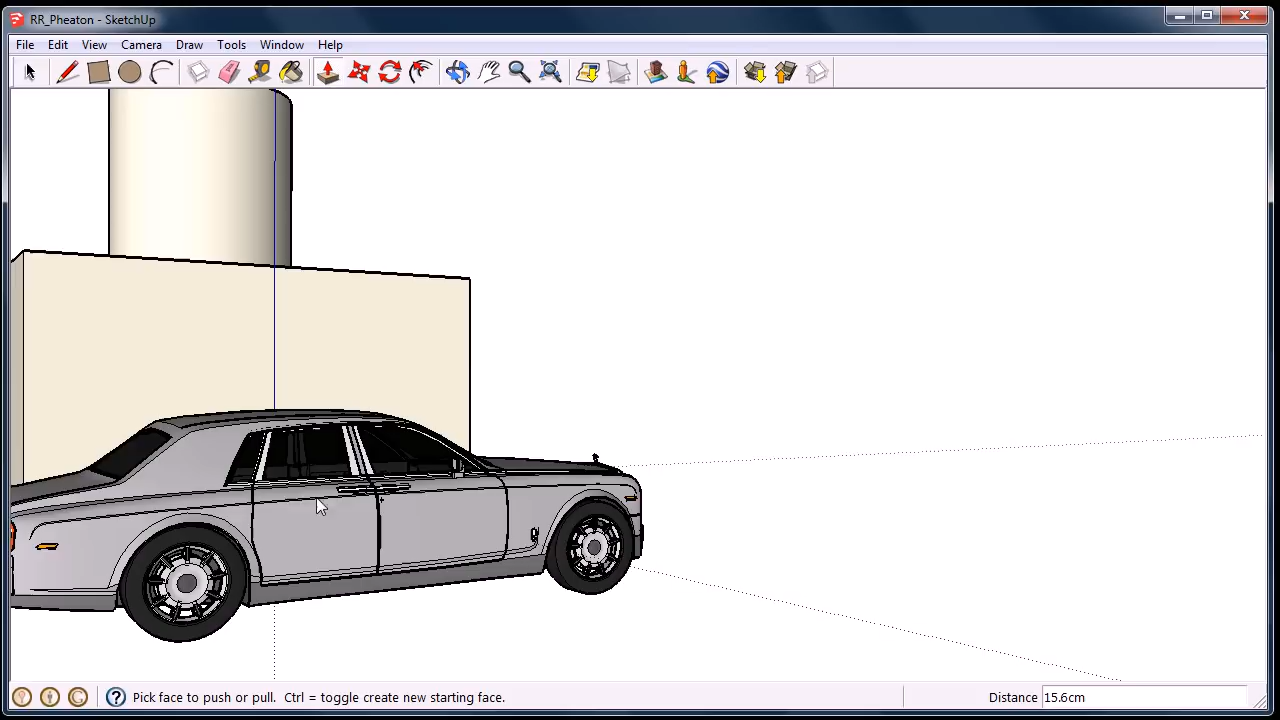 RR_Pheaton - SketchUp
File Edit View Camera Draw Tools Window Help
Pick face to push or pull. Ctrl = toggle create new starting face. Distance 15.6cm